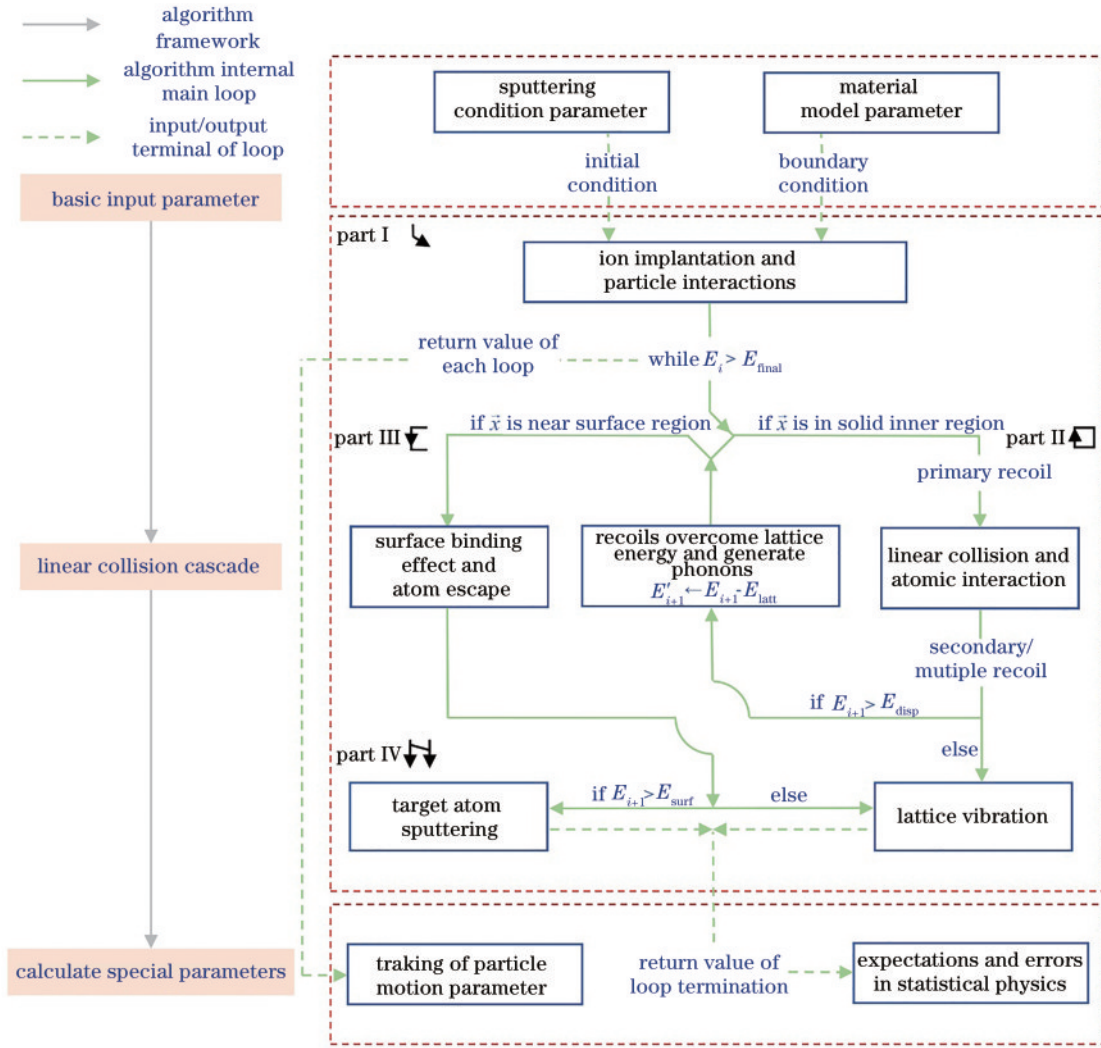 algorithm
framework
algorithm internal
main loop
input/output
terminal of loop
basic input parameter
linear collision cascade
calculate special parameters
sputtering
condition parameter
material
model parameter
initial
condition
boundary
condition
part I
ion implantation and
particle interactions
return value of
each loop
while E_i > E_final
part III
if x⃗ is near surface region
if x⃗ is in solid inner region
part II
primary recoil
surface binding
effect and
atom escape
recoils overcome lattice
energy and generate
phonons
E′_{i+1} ← E_{i+1} - E_latt
linear collision and
atomic interaction
secondary/
mutiple recoil
if E_{i+1} > E_disp
else
part IV
target atom
sputtering
if E_{i+1} > E_surf
else
lattice vibration
traking of particle
motion parameter
return value of
loop termination
expectations and errors
in statistical physics